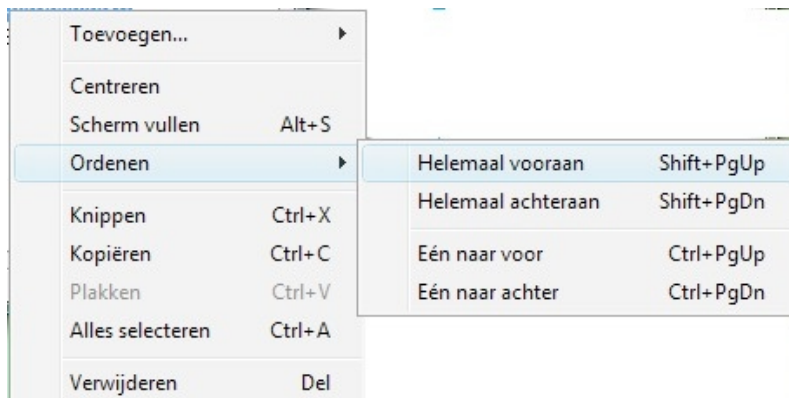 Toevoegen...
Centreren
Scherm vullen Alt+S
Ordenen
Knippen Ctrl+X
Kopiëren Ctrl+C
Plakken Ctrl+V
Alles selecteren Ctrl+A
Verwijderen Del
Helemaal vooraan Shift+PgUp
Helemaal achteraan Shift+PgDn
Eén naar voor Ctrl+PgUp
Eén naar achter Ctrl+PgDn